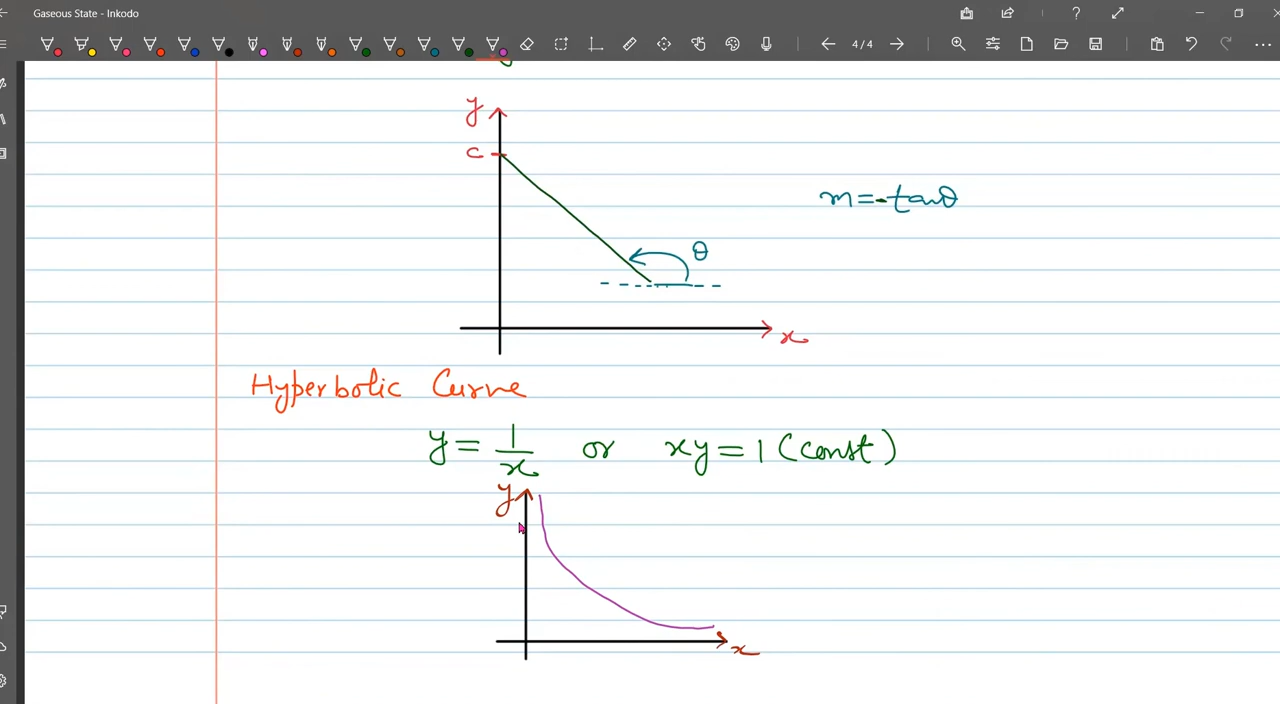 Gaseous State - Inkodo
4/4
y
c
m = -tanθ
θ
x
Hyperbolic Curve
y = 1/x or xy = 1 (const)
y
x